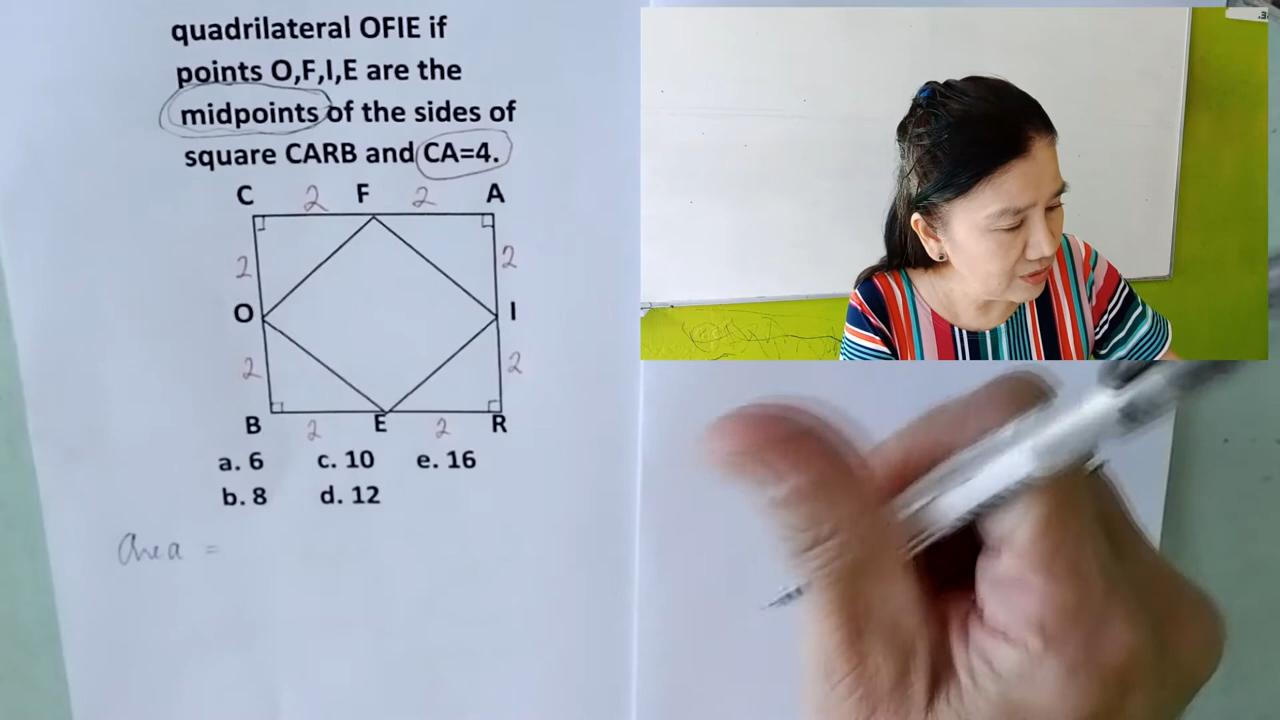 quadrilateral OFIE if
points O,F,I,E are the
midpoints of the sides of
square CARB and CA=4.
C 2 F 2 A
2 2
O I
2 2
B 2 E 2 R
a. 6 c. 10 e. 16
b. 8 d. 12
Area =